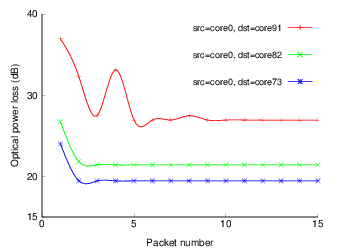 40
src=core0, dst=core91
src=core0, dst=core82
src=core0, dst=core73
30
20
15
0
5
10
15
Optical power loss (dB)
Packet number